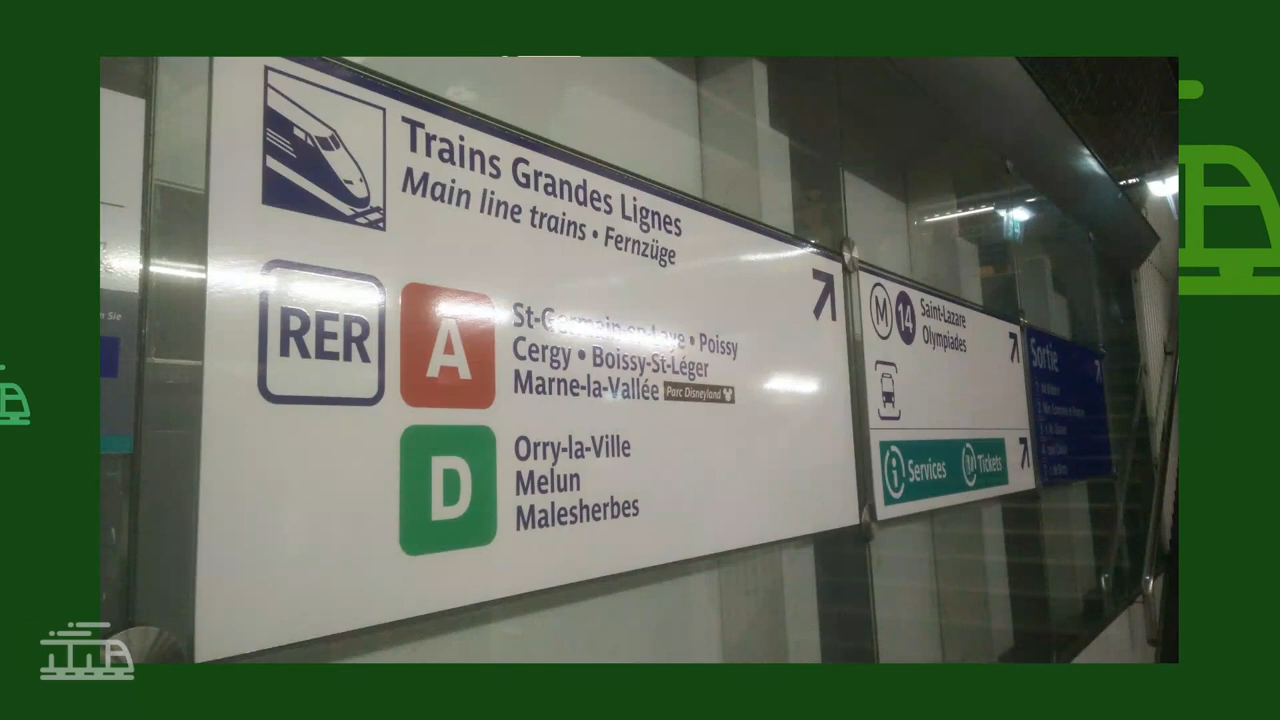 Trains Grandes Lignes
Main line trains • Fernzüge
RER A
St-Germain-en-Laye • Poissy
Cergy • Boissy-St-Léger
Marne-la-Vallée Parc Disneyland
D
Orry-la-Ville
Melun
Malesherbes
M 14
Saint-Lazare
Olympiades
i Services
Tickets
Sortie